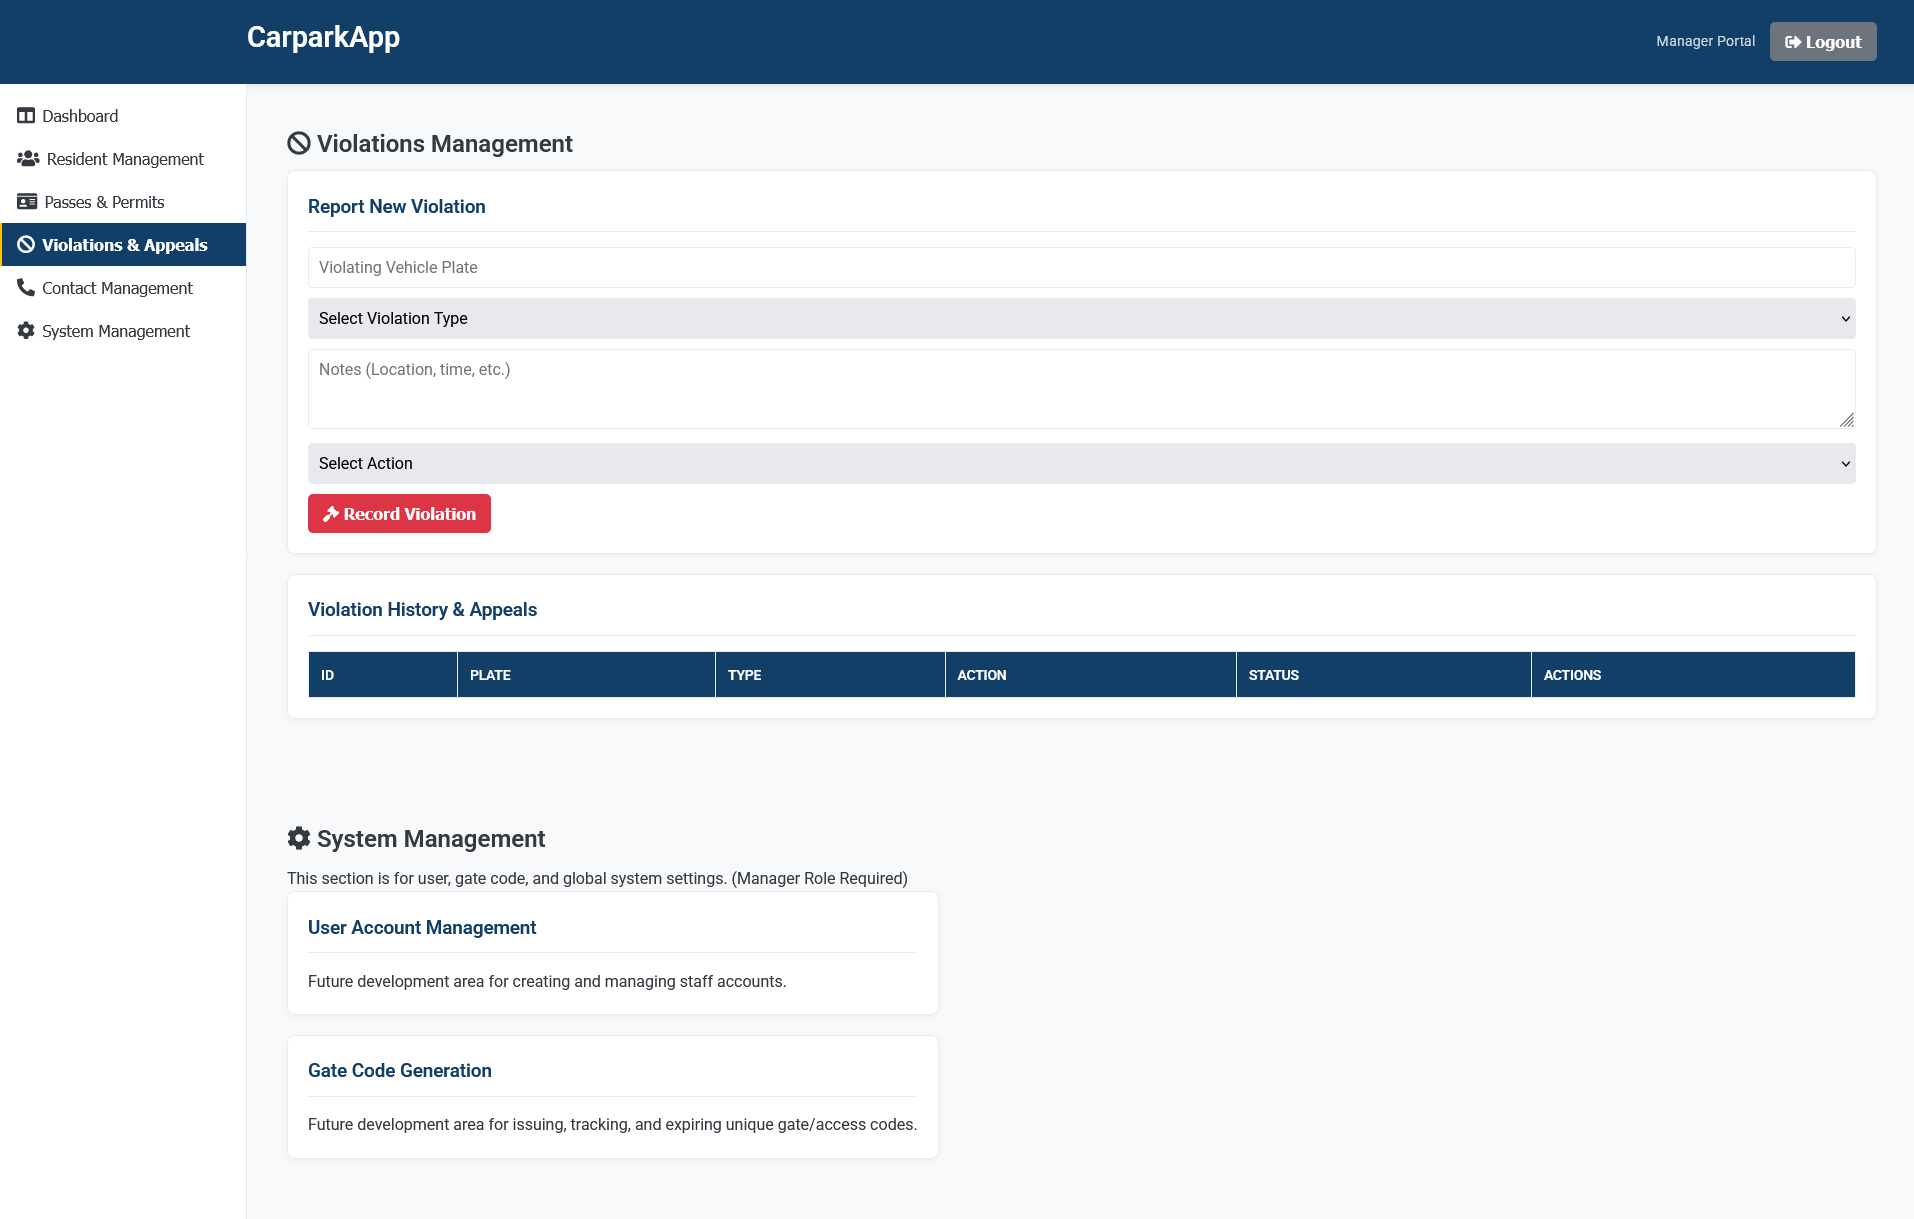 CarparkApp
Manager Portal
Logout
Dashboard
Resident Management
Passes & Permits
Violations & Appeals
Contact Management
System Management
Violations Management
Report New Violation
Violating Vehicle Plate
Select Violation Type
Notes (Location, time, etc.)
Select Action
Record Violation
Violation History & Appeals
ID PLATE TYPE ACTION STATUS ACTIONS
System Management
This section is for user, gate code, and global system settings. (Manager Role Required)
User Account Management
Future development area for creating and managing staff accounts.
Gate Code Generation
Future development area for issuing, tracking, and expiring unique gate/access codes.